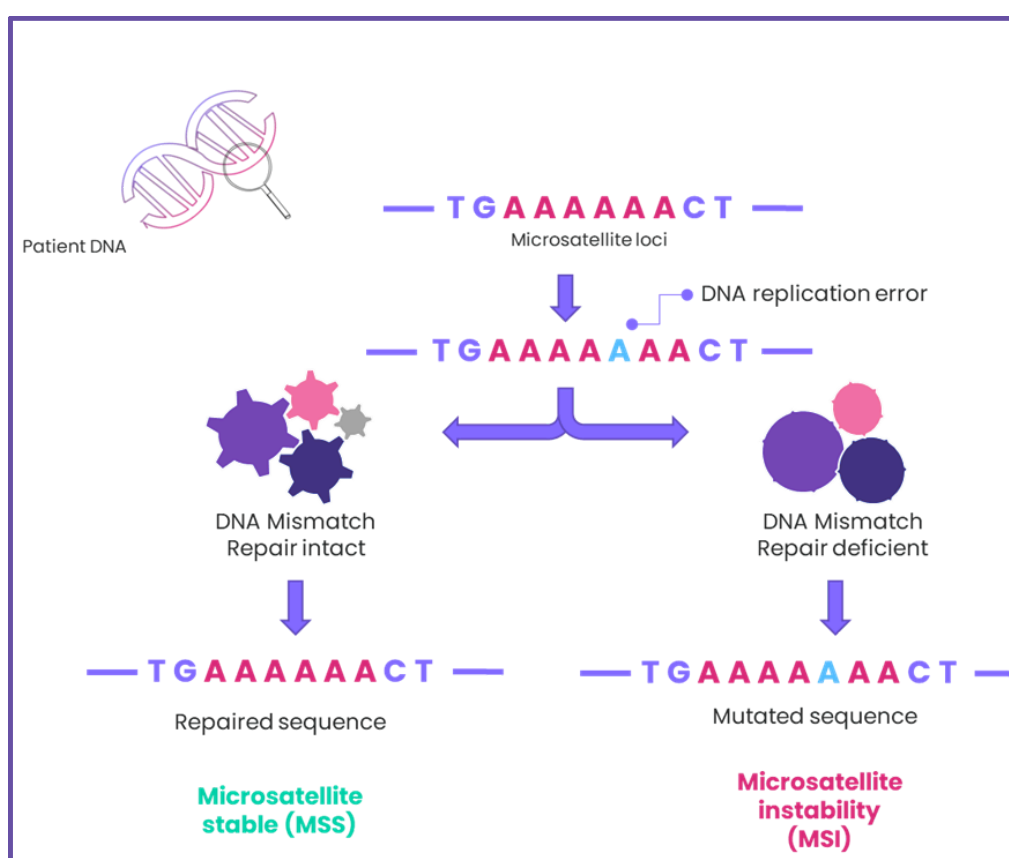 TGAAAAAACT
Patient DNA
Microsatellite loci
DNA replication error
TGAAAAAAACT
DNA Mismatch
Repair intact
DNA Mismatch
Repair deficient
TGAAAAAACT
Repaired sequence
TGAAAAAAACT
Mutated sequence
Microsatellite
stable (MSS)
Microsatellite
instability
(MSI)